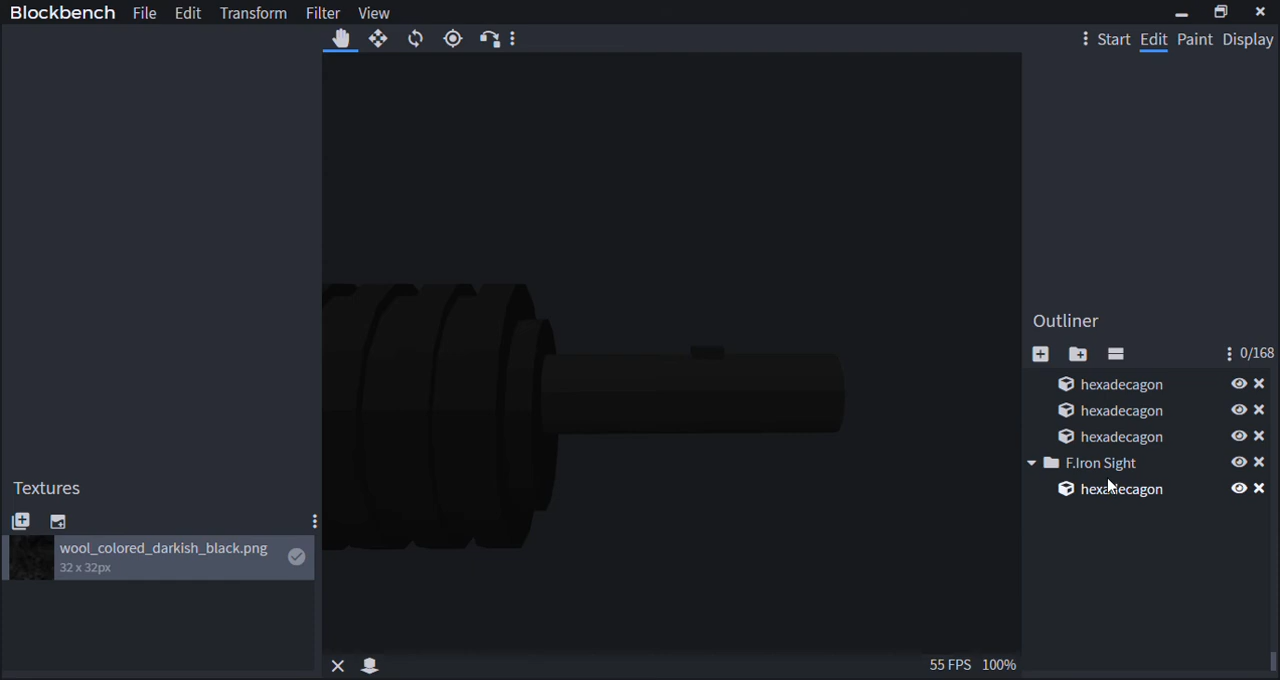 Blockbench File Edit Transform Filter View
Start Edit Paint Display
Outliner
0/168
hexadecagon
hexadecagon
hexadecagon
F.Iron Sight
hexadecagon
Textures
wool_colored_darkish_black.png
32 x 32px
55 FPS 100%